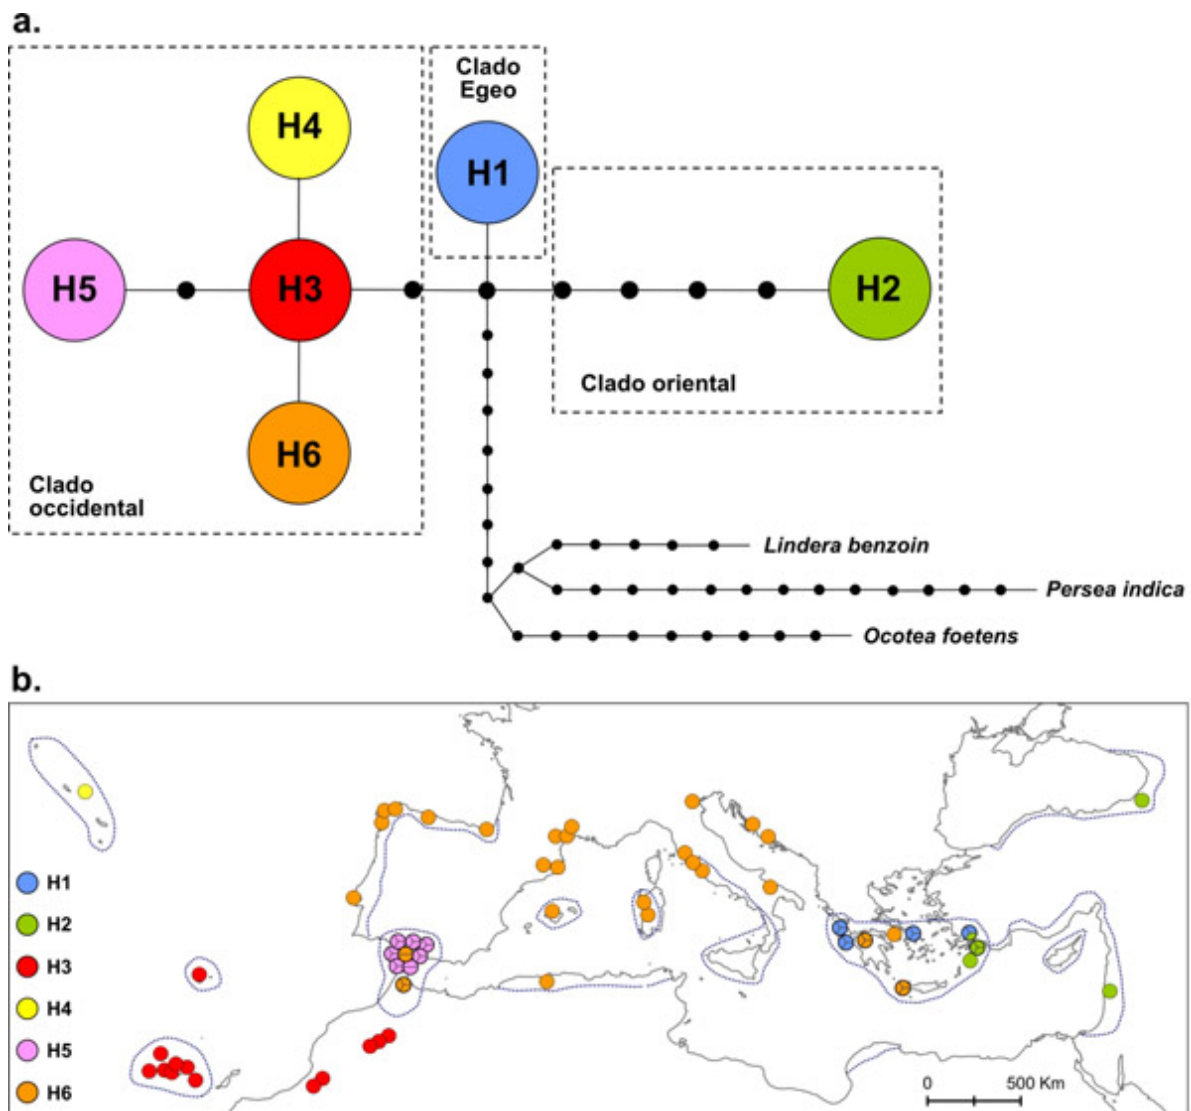 a.
Clado
Egeo
H4
H1
H5
H3
H2
Clado oriental
H6
Clado
occidental
Lindera benzoin
Persea indica
Ocotea foetens
b.
H1
H2
H3
H4
H5
H6
0
500 Km